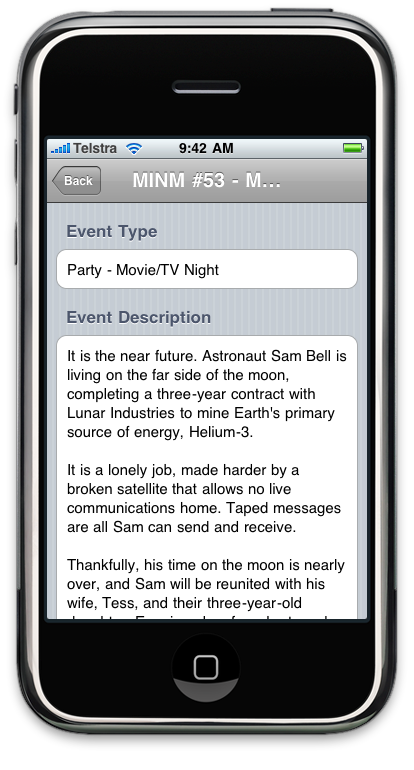 Telstra 9:42 AM
Back MINM #53 - M...
Event Type
Party - Movie/TV Night
Event Description
It is the near future. Astronaut Sam Bell is
living on the far side of the moon,
completing a three-year contract with
Lunar Industries to mine Earth's primary
source of energy, Helium-3.
It is a lonely job, made harder by a
broken satellite that allows no live
communications home. Taped messages
are all Sam can send and receive.
Thankfully, his time on the moon is nearly
over, and Sam will be reunited with his
wife, Tess, and their three-year-old